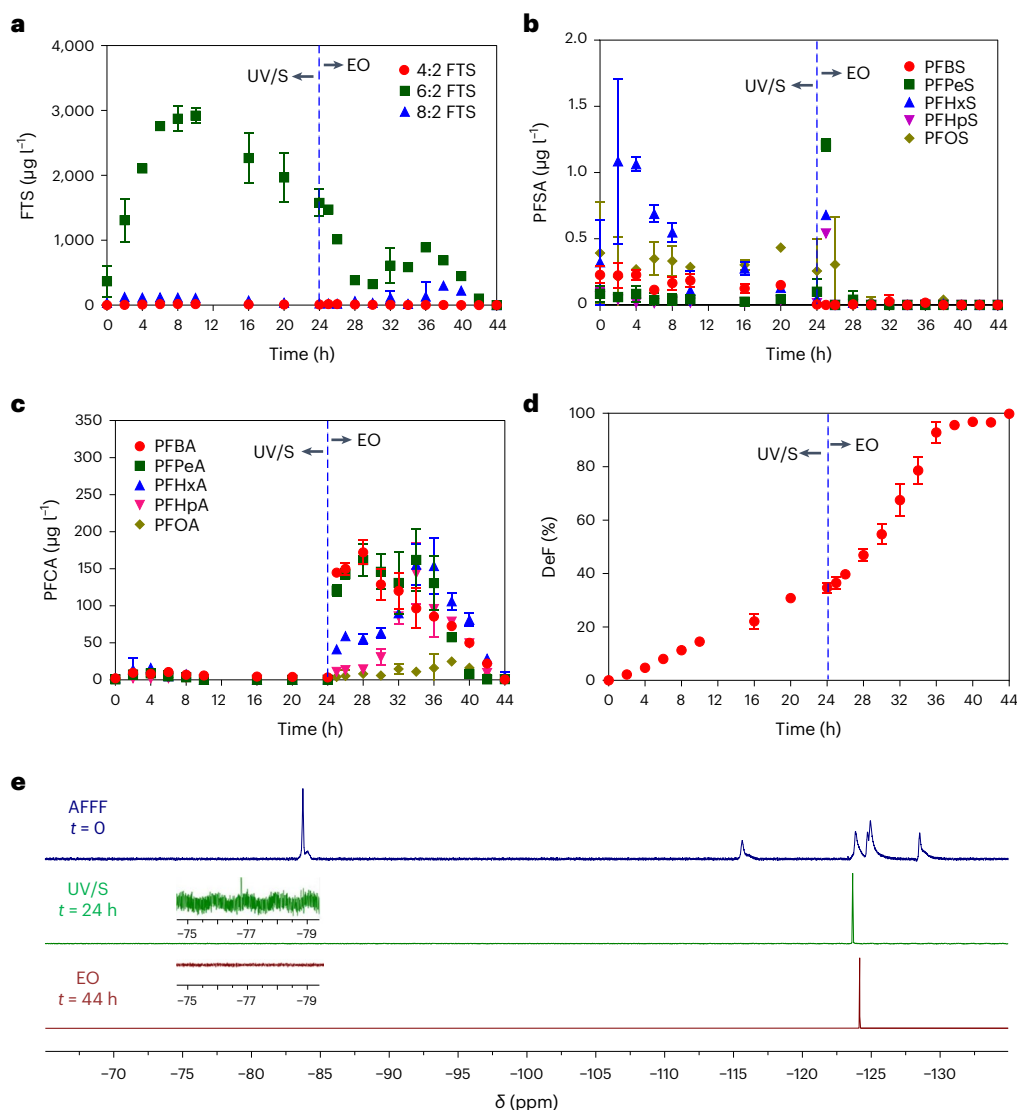 a
4,000
3,000
2,000
1,000
0
FTS (µg l⁻¹)
UV/S
EO
4:2 FTS
6:2 FTS
8:2 FTS
0 4 8 12 16 20 24 28 32 36 40 44
Time (h)
b
2.0
1.5
1.0
0.5
0
PFSA (µg l⁻¹)
UV/S
EO
PFBS
PFPeS
PFHxS
PFHpS
PFOS
0 4 8 12 16 20 24 28 32 36 40 44
Time (h)
c
350
300
250
200
150
100
50
0
PFCA (µg l⁻¹)
PFBA
PFPeA
PFHxA
PFHpA
PFOA
UV/S
EO
0 4 8 12 16 20 24 28 32 36 40 44
Time (h)
d
100
80
60
40
20
0
DeF (%)
UV/S
EO
0 4 8 12 16 20 24 28 32 36 40 44
Time (h)
e
AFFF
t = 0
UV/S
t = 24 h
–75 –77 –79
EO
t = 44 h
–75 –77 –79
–70 –75 –80 –85 –90 –95 –100 –105 –110 –115 –120 –125 –130
δ (ppm)